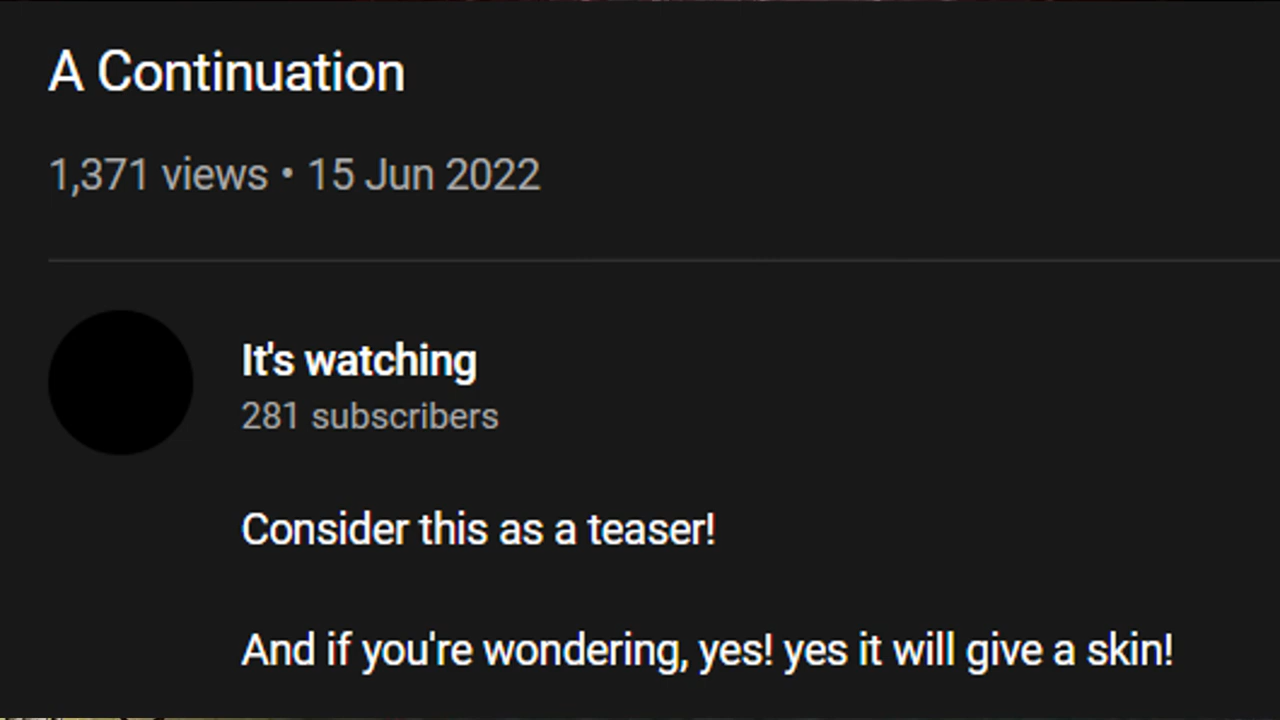 A Continuation
1,371 views • 15 Jun 2022
It's watching
281 subscribers
Consider this as a teaser!
And if you're wondering, yes! yes it will give a skin!